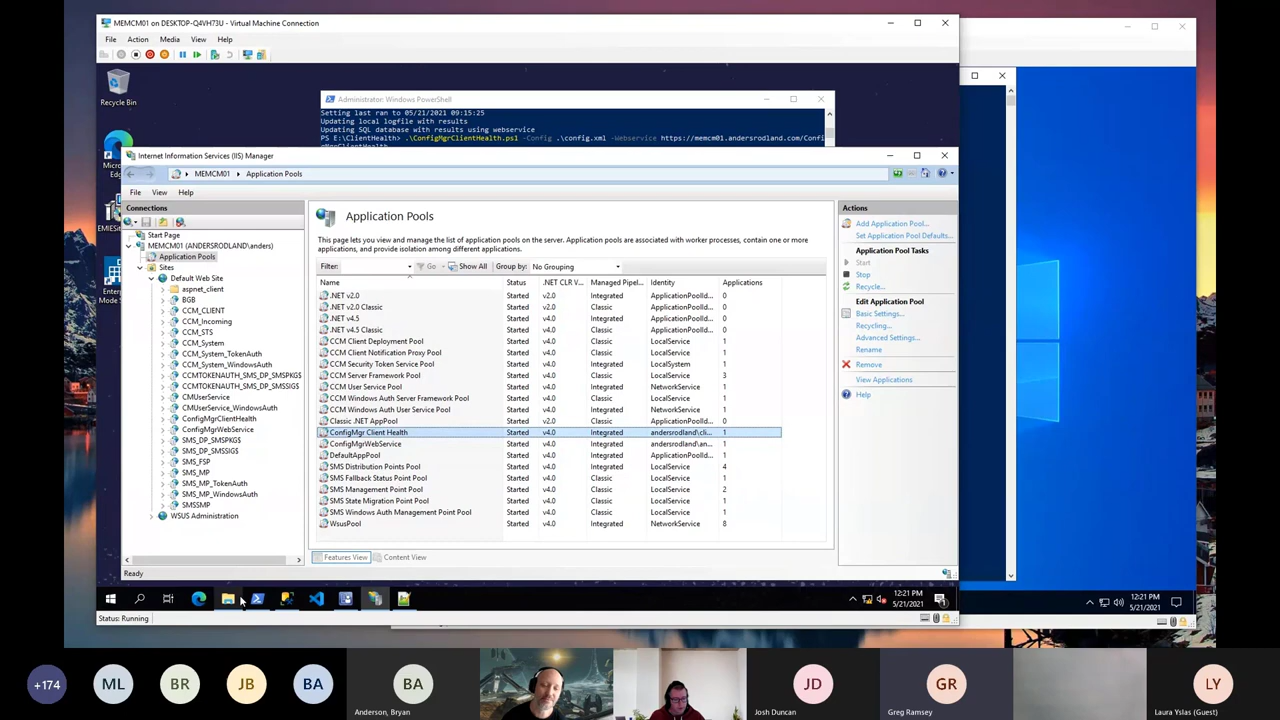 MEMCM01 on DESKTOP-Q4VH73U - Virtual Machine Connection
File Action Media View Help
Recycle Bin
Administrator: Windows PowerShell
Setting last ran to 05/21/2021 09:15:25
Updating local logfile with results
Updating SQL database with results using webservice
PS E:\ClientHealth> .\ConfigMgrClientHealth.ps1 -Config .\config.xml -Webservice https://memcm01.andersrodland.com/Confi
gMgrClientHealth
Micro
Edg
EMIESit
Enterp
Mode S
Internet Information Services (IIS) Manager
MEMCM01 Application Pools
File View Help
Connections
Start Page
MEMCM01 (ANDERSRODLAND\anders)
Application Pools
Sites
Default Web Site
aspnet_client
BGB
CCM_CLIENT
CCM_Incoming
CCM_STS
CCM_System
CCM_System_TokenAuth
CCM_System_WindowsAuth
CCMTOKENAUTH_SMS_DP_SMSPKG$
CCMTOKENAUTH_SMS_DP_SMSSIG$
CMUserService
CMUserService_WindowsAuth
ConfigMgrClientHealth
ConfigMgrWebService
SMS_DP_SMSPKG$
SMS_DP_SMSSIG$
SMS_FSP
SMS_MP
SMS_MP_TokenAuth
SMS_MP_WindowsAuth
SMSSMP
WSUS Administration
Application Pools
This page lets you view and manage the list of application pools on the server. Application pools are associated with worker processes, contain one or more
applications, and provide isolation among different applications.
Filter: Go Show All Group by: No Grouping
Name Status .NET CLR V... Managed Pipel... Identity Applications
.NET v2.0 Started v2.0 Integrated ApplicationPoolId... 0
.NET v2.0 Classic Started v2.0 Classic ApplicationPoolId... 0
.NET v4.5 Started v4.0 Integrated ApplicationPoolId... 0
.NET v4.5 Classic Started v4.0 Classic ApplicationPoolId... 0
CCM Client Deployment Pool Started v4.0 Classic LocalService 1
CCM Client Notification Proxy Pool Started v4.0 Classic LocalService 1
CCM Security Token Service Pool Started v4.0 Integrated LocalSystem 1
CCM Server Framework Pool Started v4.0 Classic LocalService 3
CCM User Service Pool Started v4.0 Integrated NetworkService 1
CCM Windows Auth Server Framework Pool Started v4.0 Classic LocalService 1
CCM Windows Auth User Service Pool Started v4.0 Integrated NetworkService 1
Classic .NET AppPool Started v2.0 Classic ApplicationPoolId... 0
ConfigMgr Client Health Started v4.0 Integrated andersrodland\cli... 1
ConfigMgrWebService Started v4.0 Integrated andersrodland\an... 1
DefaultAppPool Started v4.0 Integrated ApplicationPoolId... 1
SMS Distribution Points Pool Started v4.0 Integrated LocalService 4
SMS Fallback Status Point Pool Started v4.0 Classic LocalService 1
SMS Management Point Pool Started v4.0 Classic LocalService 2
SMS State Migration Point Pool Started v4.0 Classic LocalService 1
SMS Windows Auth Management Point Pool Started v4.0 Classic LocalService 1
WsusPool Started v4.0 Integrated NetworkService 8
Features View Content View
Actions
Add Application Pool...
Set Application Pool Defaults...
Application Pool Tasks
Start
Stop
Recycle...
Edit Application Pool
Basic Settings...
Recycling...
Advanced Settings...
Rename
Remove
View Applications
Help
Ready
12:21 PM
5/21/2021
Status: Running
12:21 PM
5/21/2021
+174 ML BR JB BA BA JD GR LY
Anderson, Bryan Josh Duncan Greg Ramsey Laura Yslas (Guest)